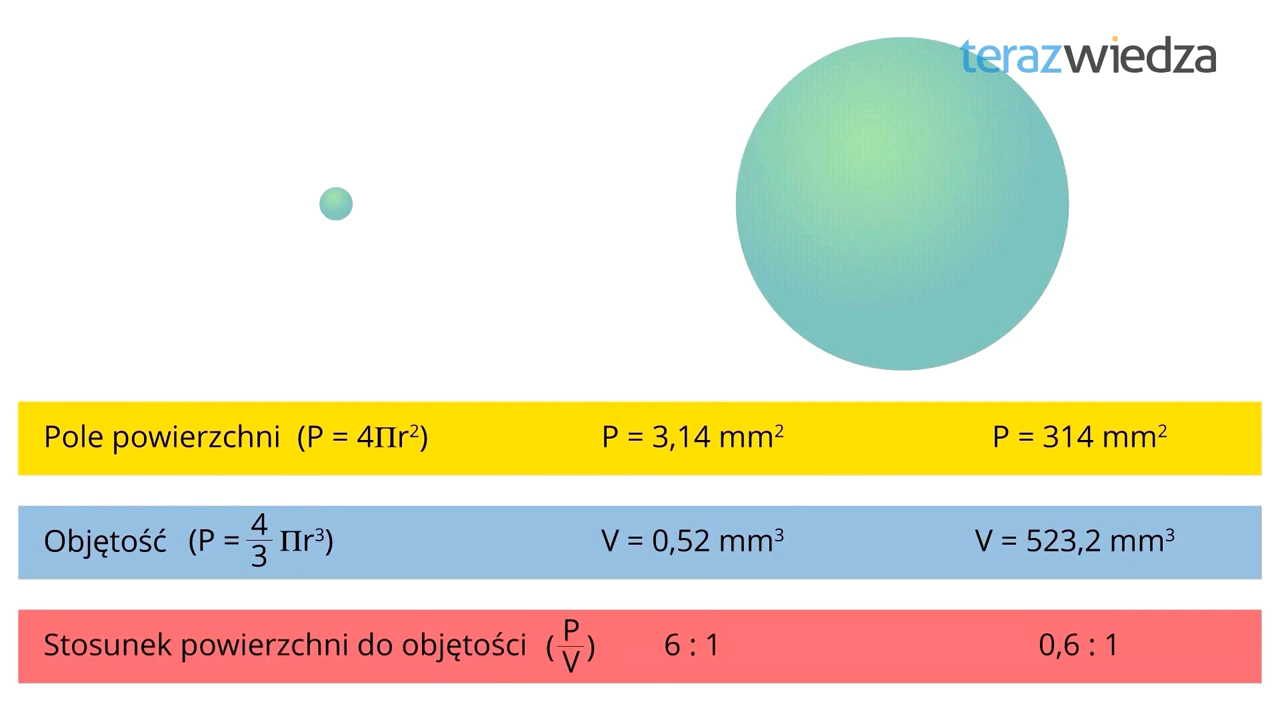 terazwiedza
Pole powierzchni (P = 4Πr²) P = 3,14 mm² P = 314 mm²
Objętość (P = 4/3 Πr³) V = 0,52 mm³ V = 523,2 mm³
Stosunek powierzchni do objętości (P/V) 6 : 1 0,6 : 1